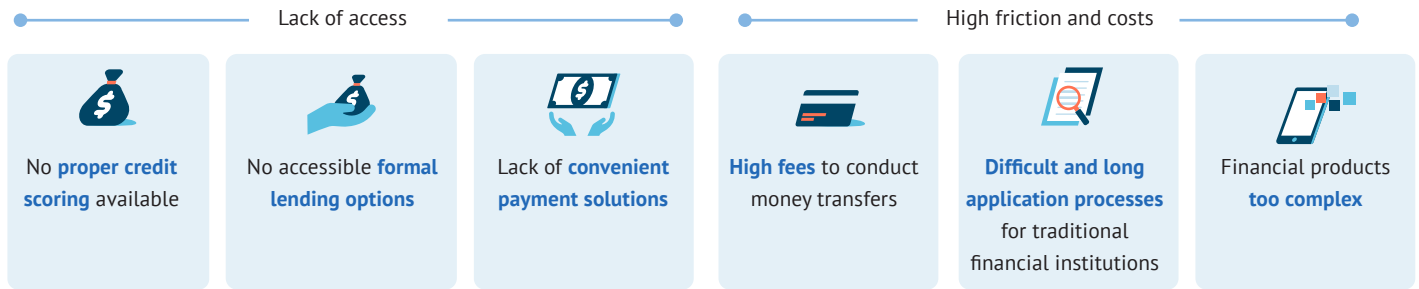 Lack of access
High friction and costs
No proper credit
scoring available
No accessible formal
lending options
Lack of convenient
payment solutions
High fees to conduct
money transfers
Difficult and long
application processes
for traditional
financial institutions
Financial products
too complex